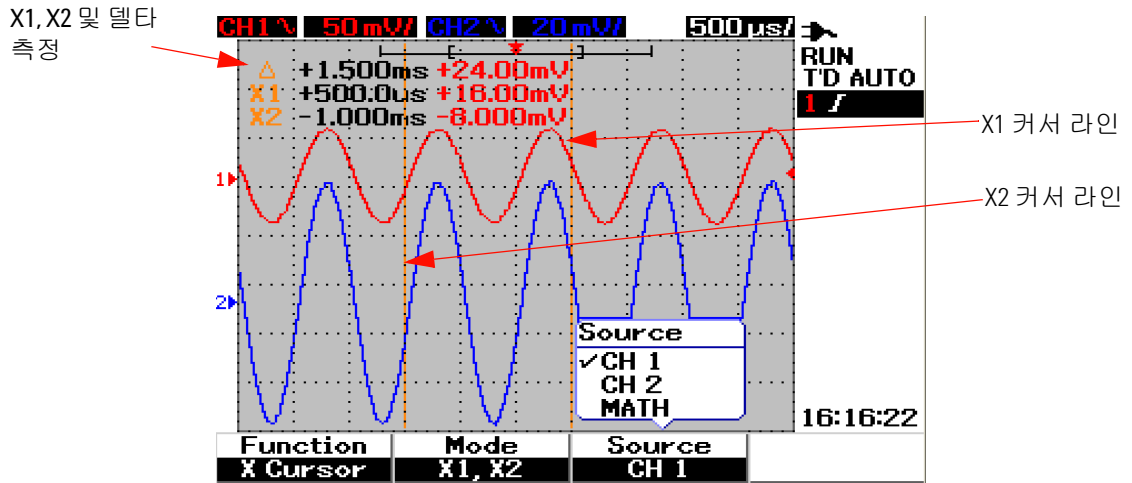 X1, X2 및 델타
측정
CH1 ∿ 50 mV/ CH2 ∿ 20 mV/ 500 µs/
RUN
T'D AUTO
1
△ +1.500ms +24.00mV
X1 +500.0us +16.00mV
X2 -1.000ms -8.000mV
X1 커서 라인
1
X2 커서 라인
2
Source
✓CH 1
CH 2
MATH
16:16:22
Function Mode Source
X Cursor X1, X2 CH 1